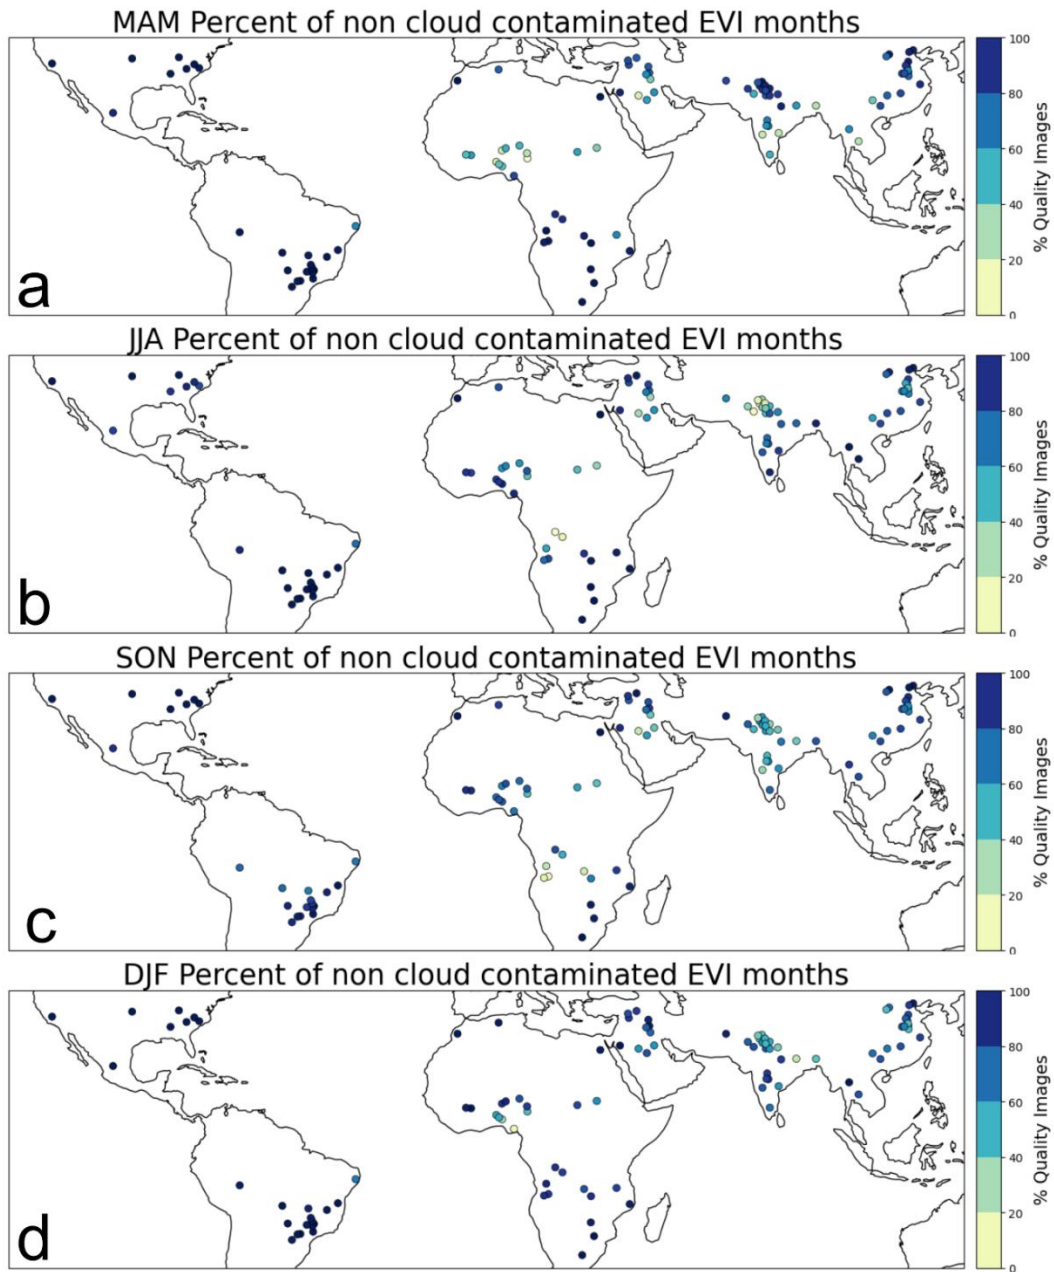 MAM Percent of non cloud contaminated EVI months
a
100
80
60
40
20
0
% Quality Images
JJA Percent of non cloud contaminated EVI months
b
100
80
60
40
20
0
% Quality Images
SON Percent of non cloud contaminated EVI months
c
100
80
60
40
20
0
% Quality Images
DJF Percent of non cloud contaminated EVI months
d
100
80
60
40
20
0
% Quality Images